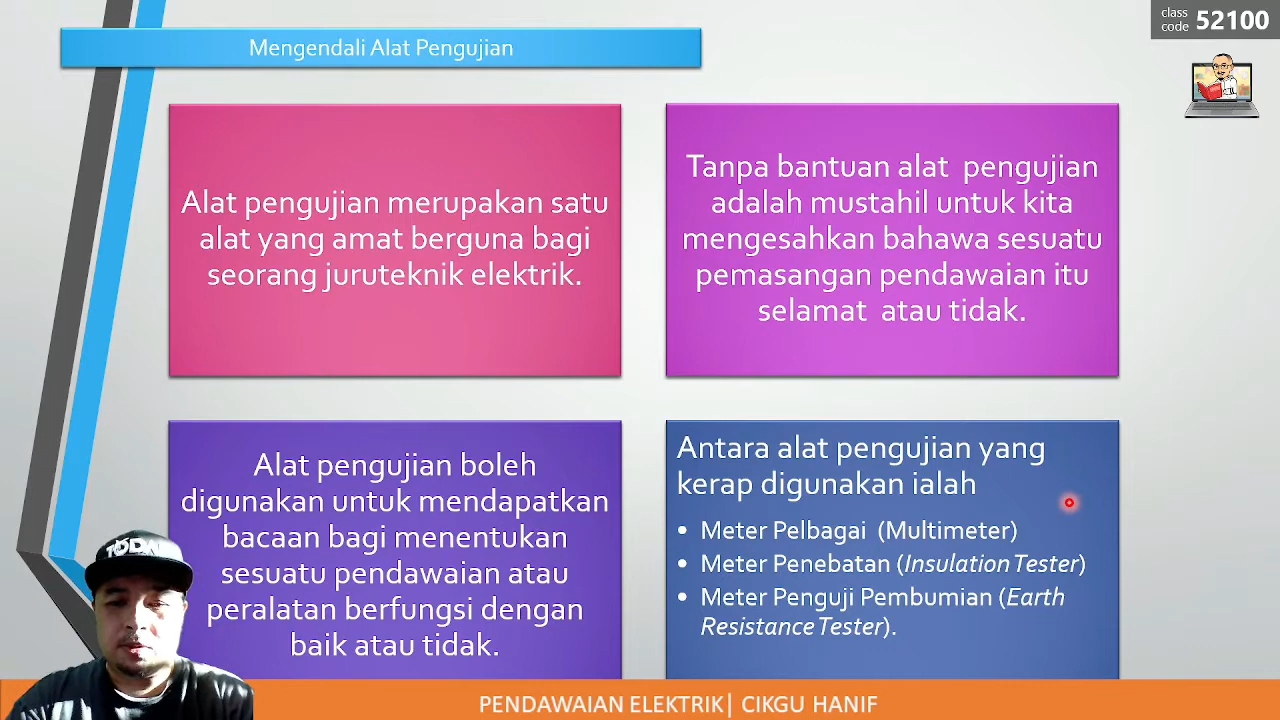 class
code 52100
Mengendali Alat Pengujian
Alat pengujian merupakan satu
alat yang amat berguna bagi
seorang juruteknik elektrik.
Tanpa bantuan alat pengujian
adalah mustahil untuk kita
mengesahkan bahawa sesuatu
pemasangan pendawaian itu
selamat atau tidak.
Alat pengujian boleh
digunakan untuk mendapatkan
bacaan bagi menentukan
sesuatu pendawaian atau
peralatan berfungsi dengan
baik atau tidak.
Antara alat pengujian yang
kerap digunakan ialah
• Meter Pelbagai (Multimeter)
• Meter Penebatan (Insulation Tester)
• Meter Penguji Pembumian (Earth
Resistance Tester).
PENDAWAIAN ELEKTRIK| CIKGU HANIF